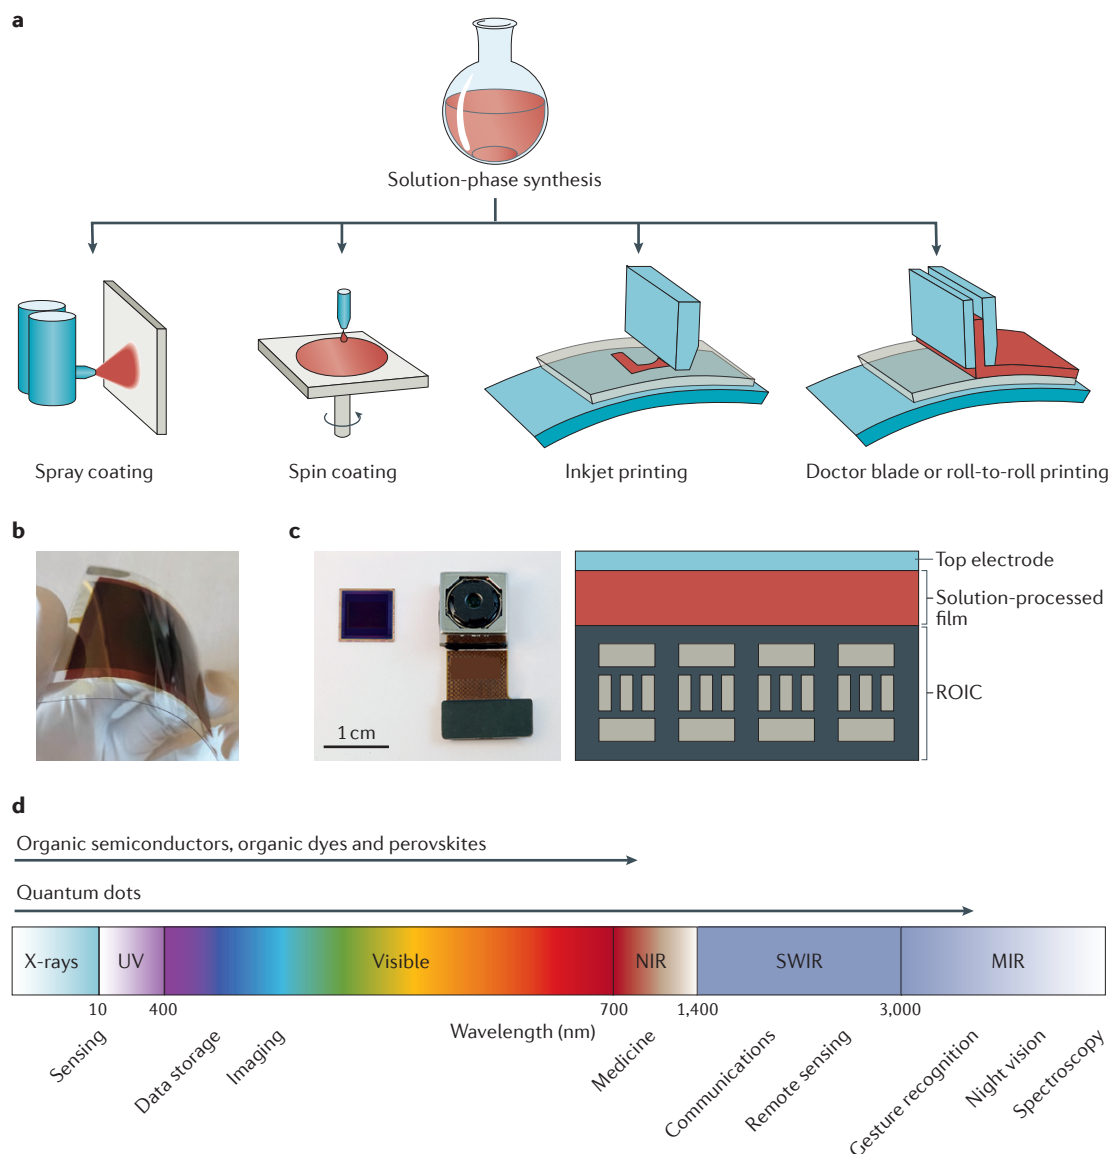 a
Solution-phase synthesis
Spray coating
Spin coating
Inkjet printing
Doctor blade or roll-to-roll printing
b
c
1 cm
Top electrode
Solution-processed
film
ROIC
d
Organic semiconductors, organic dyes and perovskites
Quantum dots
X-rays
UV
Visible
NIR
SWIR
MIR
10
400
700
1,400
3,000
Wavelength (nm)
Sensing
Data storage
Imaging
Medicine
Communications
Remote sensing
Gesture recognition
Night vision
Spectroscopy